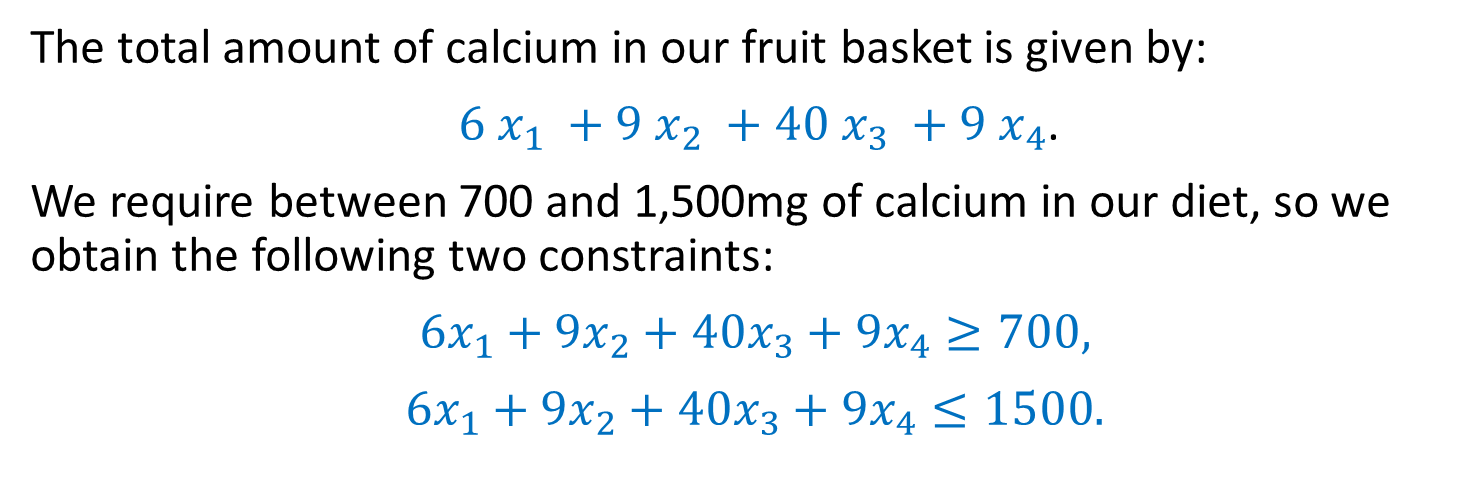 The total amount of calcium in our fruit basket is given by:
6 x₁ + 9 x₂ + 40 x₃ + 9 x₄.
We require between 700 and 1,500mg of calcium in our diet, so we
obtain the following two constraints:
6x₁ + 9x₂ + 40x₃ + 9x₄ ≥ 700,
6x₁ + 9x₂ + 40x₃ + 9x₄ ≤ 1500.